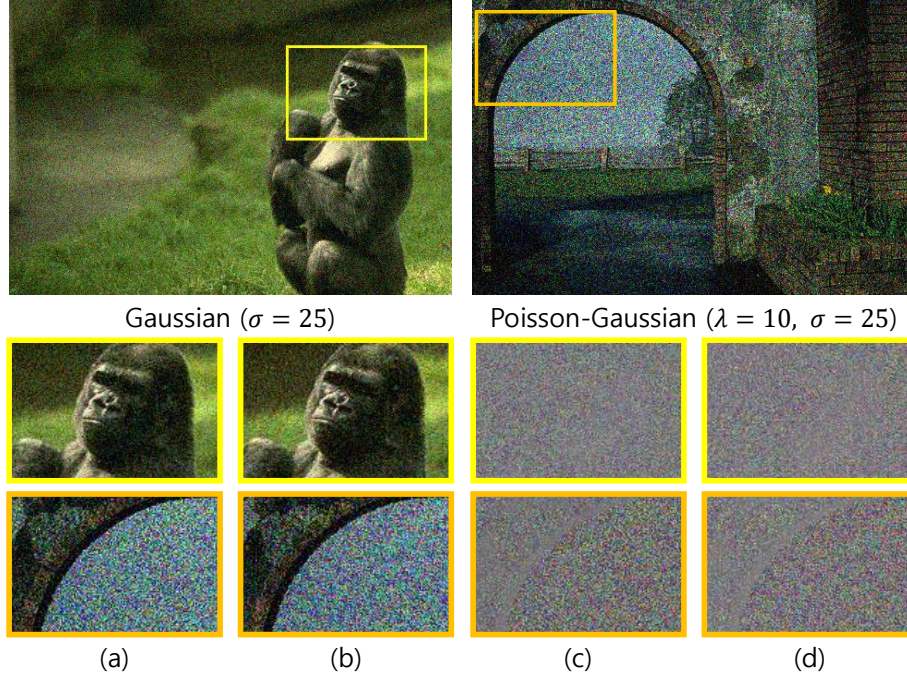 Gaussian (𝜎 = 25)
Poisson-Gaussian (𝜆 = 10, 𝜎 = 25)
(a)
(b)
(c)
(d)